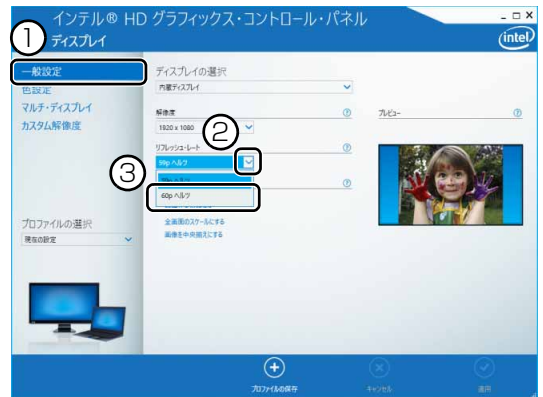 インテル® HD グラフィックス・コントロール・パネル
① ディスプレイ
intel
一般設定
色設定
マルチ・ディスプレイ
カスタム解像度
プロファイルの選択
現在の設定
ディスプレイの選択
内蔵ディスプレイ
解像度
1920 x 1080
②
リフレッシュ・レート
59p ヘルツ
③
59p ヘルツ
60p ヘルツ
全画面のスケールにする
画像を中央揃えにする
プレビュー
プロファイルの保存
キャンセル
適用